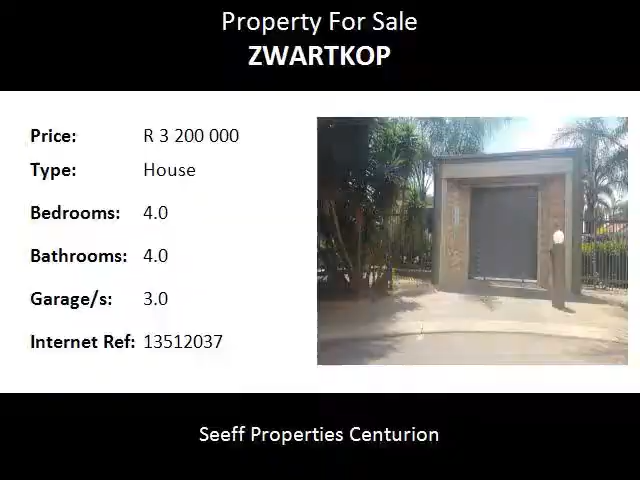 Property For Sale
ZWARTKOP
Price: R 3 200 000
Type: House
Bedrooms: 4.0
Bathrooms: 4.0
Garage/s: 3.0
Internet Ref: 13512037
Seeff Properties Centurion